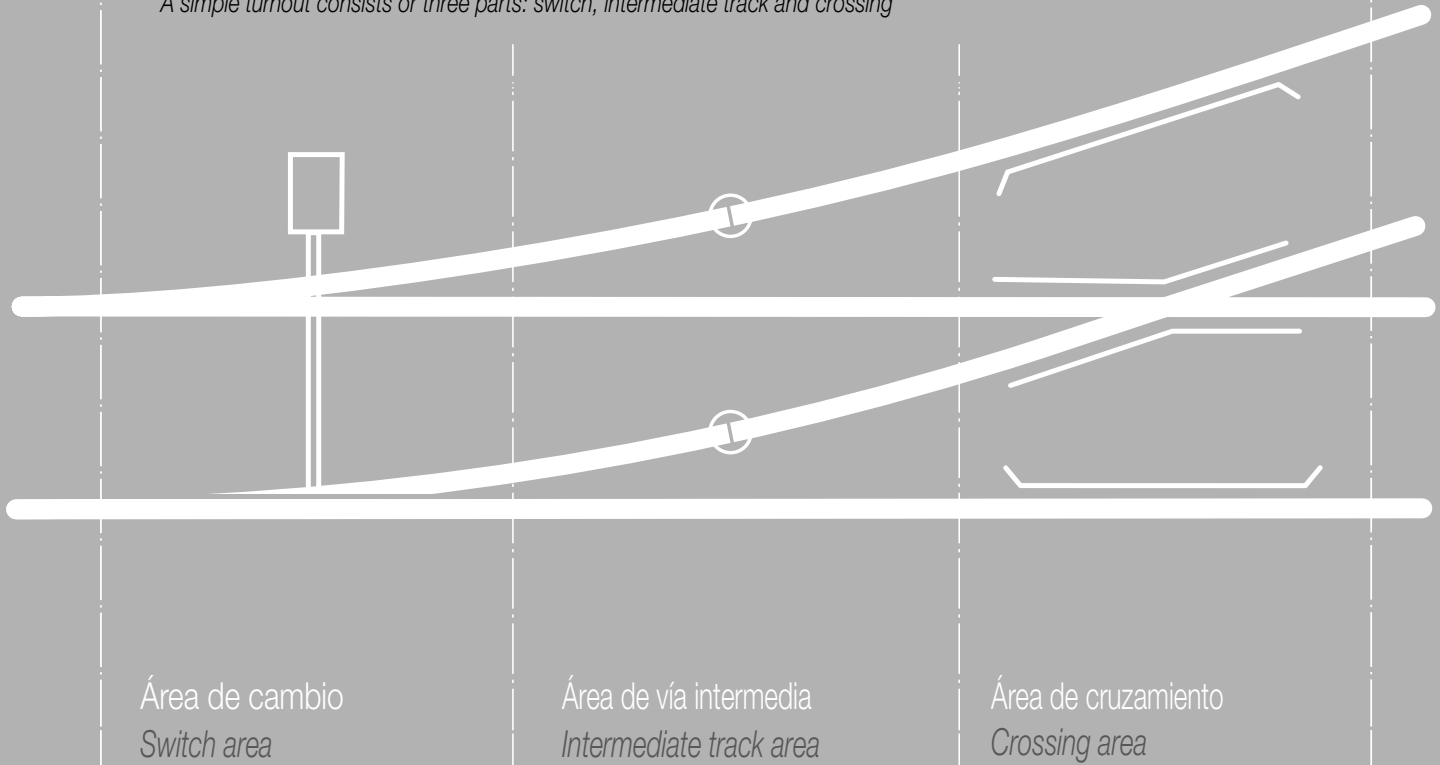 A simple turnout consists of three parts: switch, intermediate track and crossing
Área de cambio
Switch area
Área de vía intermedia
Intermediate track area
Área de cruzamiento
Crossing area